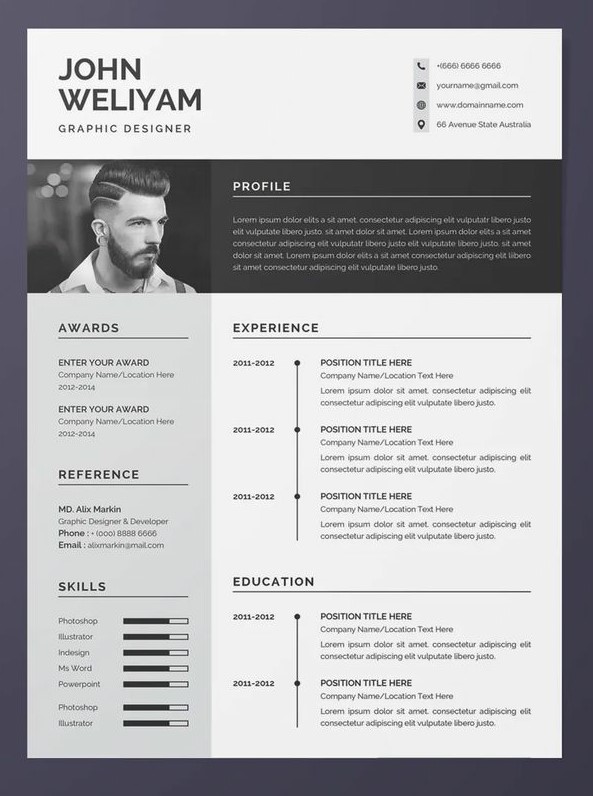 JOHN
WELIYAM
GRAPHIC DESIGNER
+(666) 6666 6666
yourname@gmail.com
www.domainname.com
66 Avenue State Australia
PROFILE
Lorem ipsum dolor elits a sit amet, consectetur adipiscing elit vulputatr libero justo
elit vulputate libero justo, sit amet dolor sit amet. Lorem ipsum dolor elits a sit amet,
consectetur adipiscing elit vulputatr justo elit vulputate libero justo, sit amet dolor sit
amet. Lorem ipsum dolor elits a sit amet, consectetur adipiscing elit liibero
sit amet vulputate libero justo, sit amet dolor adipiscing elit vulputate libero justo.
AWARDS
ENTER YOUR AWARD
Company Name/Location Here
2012-2014
ENTER YOUR AWARD
Company Name/Location Here
2012-2014
REFERENCE
MD. Alix Markin
Graphic Designer & Developer
Phone : + (000) 8888 6666
Email : alixmarkin@mail.com
SKILLS
Photoshop
Illustrator
Indesign
Ms Word
Powerpoint
Photoshop
Illustrator
EXPERIENCE
2011-2012 POSITION TITLE HERE
Company Name/Location Text Here
Lorem ipsum dolor sit amet, consectetur adipiscing elit
consectetur adipiscing elit vulputate libero justo.
2011-2012 POSITION TITLE HERE
Company Name/Location Text Here
Lorem ipsum dolor sit amet, consectetur adipiscing elit
consectetur adipiscing elit vulputate libero justo.
2011-2012 POSITION TITLE HERE
Company Name/Location Text Here
Lorem ipsum dolor sit amet, consectetur adipiscing elit
consectetur adipiscing elit vulputate libero justo.
EDUCATION
2011-2012 POSITION TITLE HERE
Company Name/Location Text Here
Lorem ipsum dolor sit amet, consectetur adipiscing elit
consectetur adipiscing elit vulputate libero justo.
2011-2012 POSITION TITLE HERE
Company Name/Location Text Here
Lorem ipsum dolor sit amet, consectetur adipiscing elit
consectetur adipiscing elit vulputate libero justo.